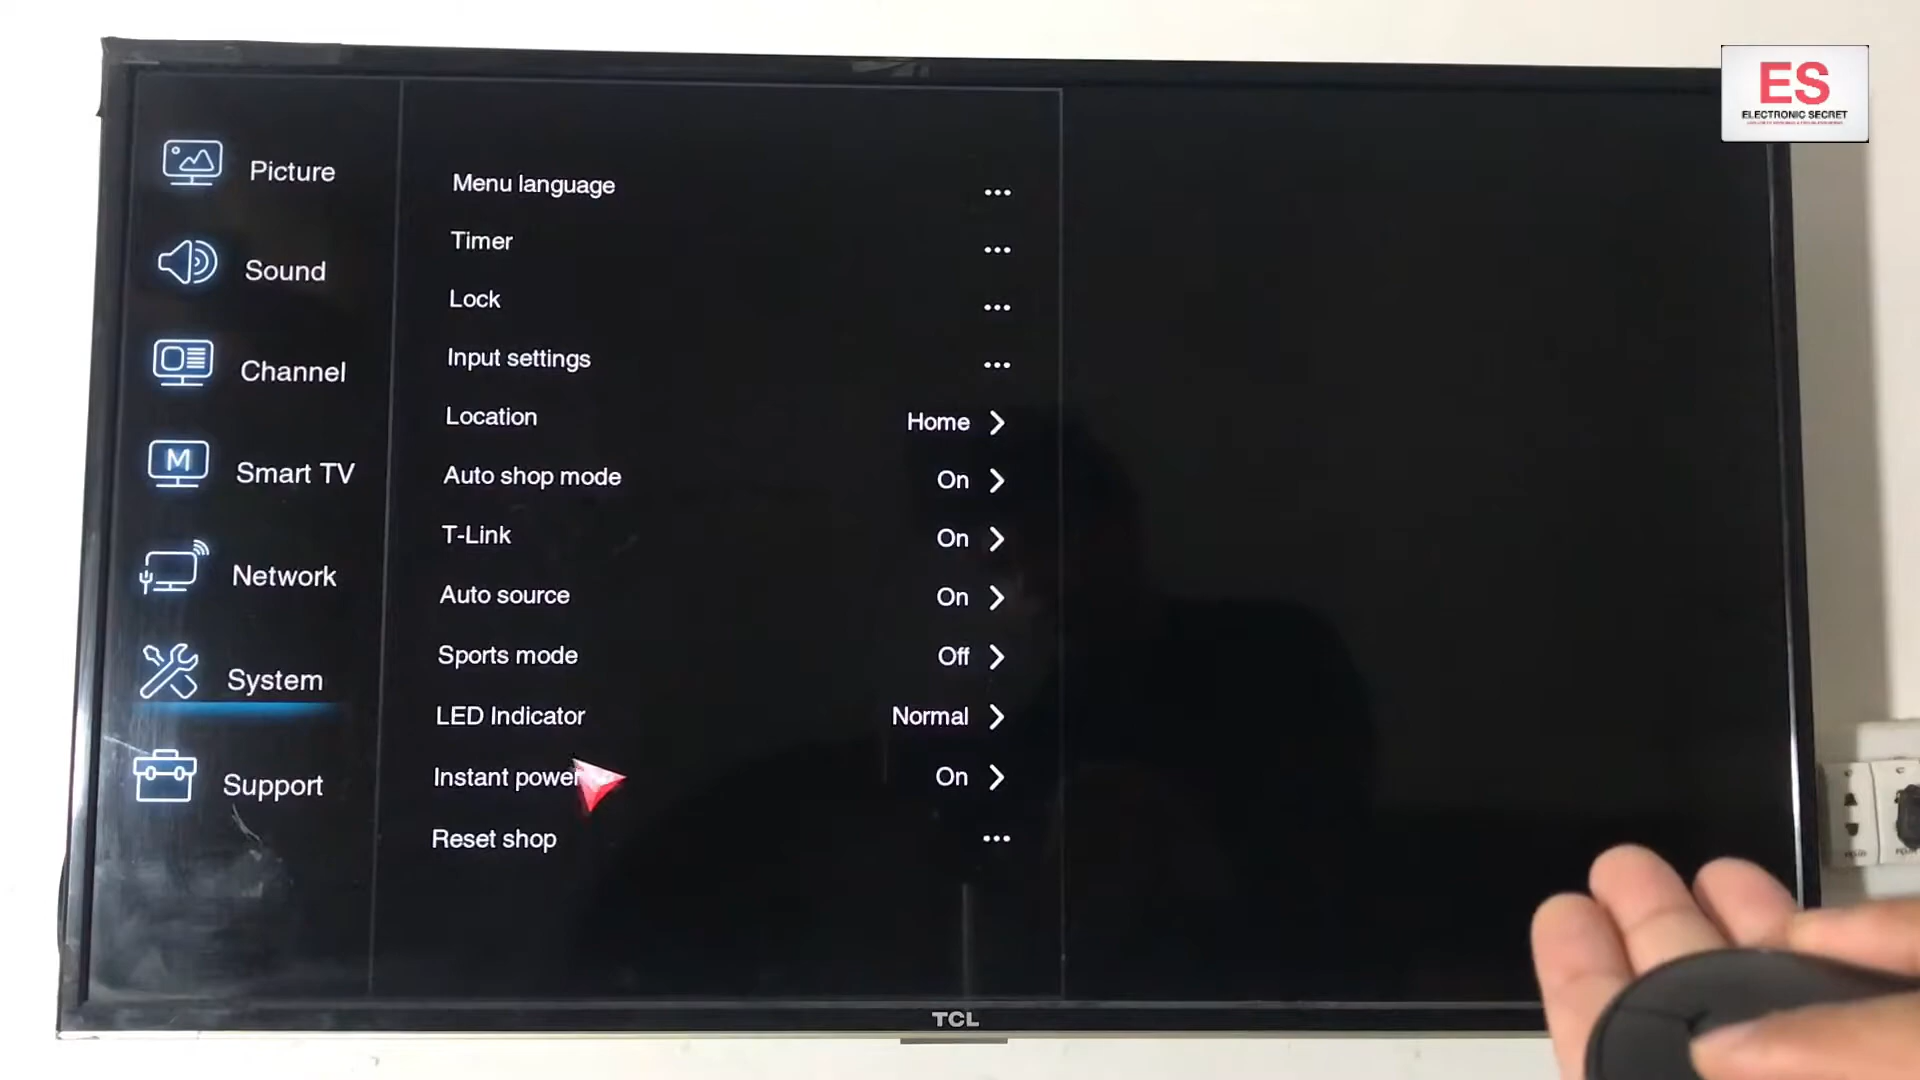 ES
ELECTRONIC SECRET
Picture
Sound
Channel
M
Smart TV
Network
System
Support
Menu language ...
Timer ...
Lock ...
Input settings ...
Location Home
Auto shop mode On
T-Link On
Auto source On
Sports mode Off
LED Indicator Normal
Instant power On
Reset shop ...
TCL